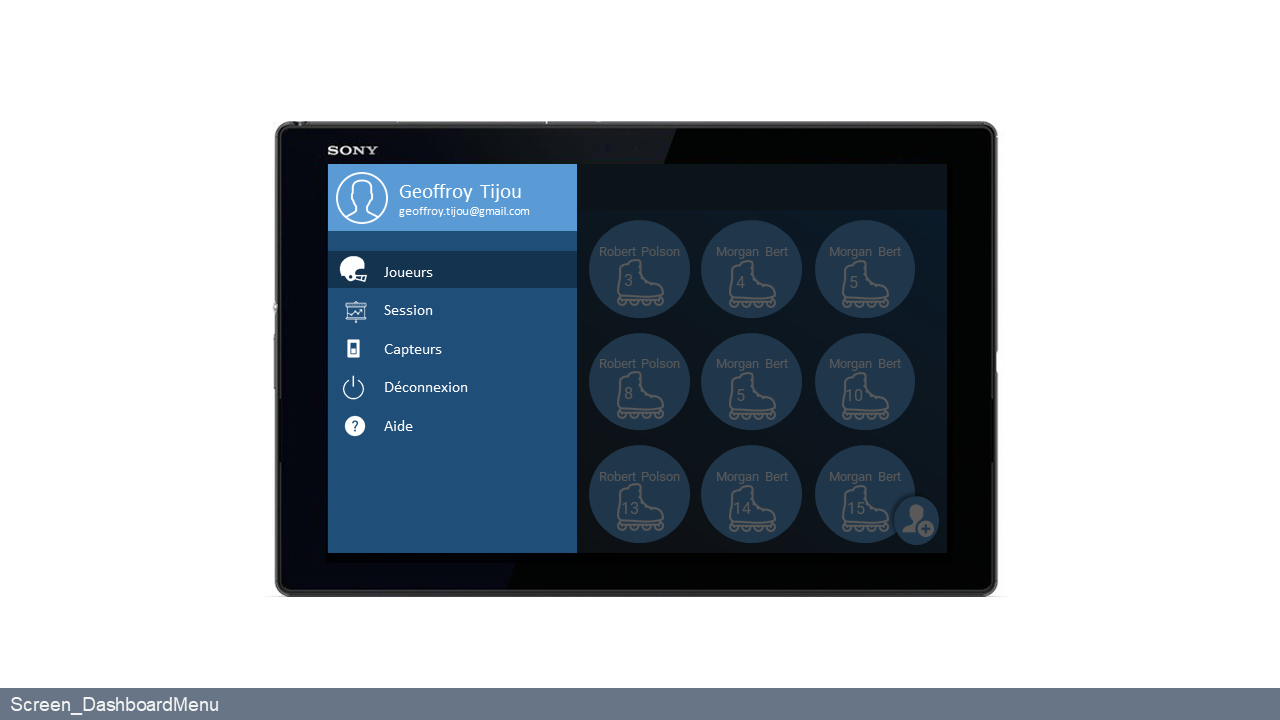 SONY
Geoffroy Tijou
geoffroy.tijou@gmail.com
Joueurs
Session
Capteurs
Déconnexion
? Aide
Robert Polson
3
Morgan Bert
4
Morgan Bert
5
Robert Polson
8
Morgan Bert
5
Morgan Bert
10
Robert Polson
13
Morgan Bert
14
Morgan Bert
15
Screen_DashboardMenu